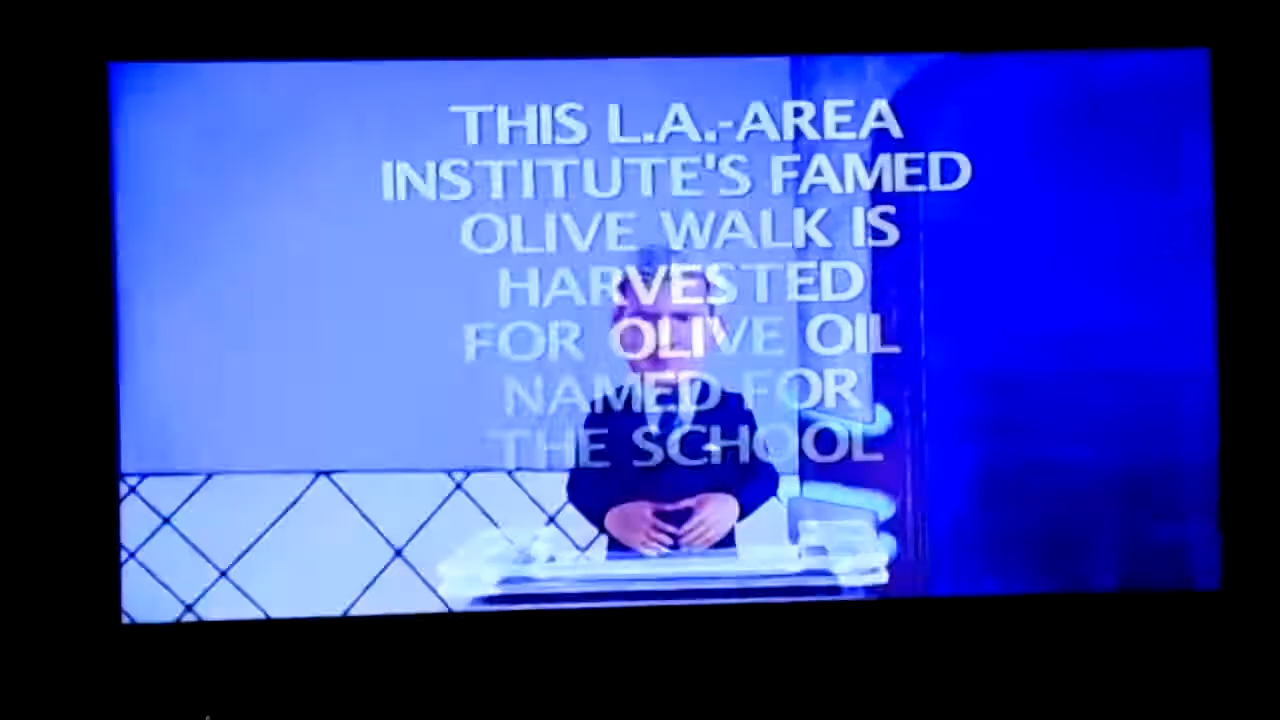 THIS L.A.-AREA
INSTITUTE'S FAMED
OLIVE WALK IS
HARVESTED
FOR OLIVE OIL
NAMED FOR
THE SCHOOL